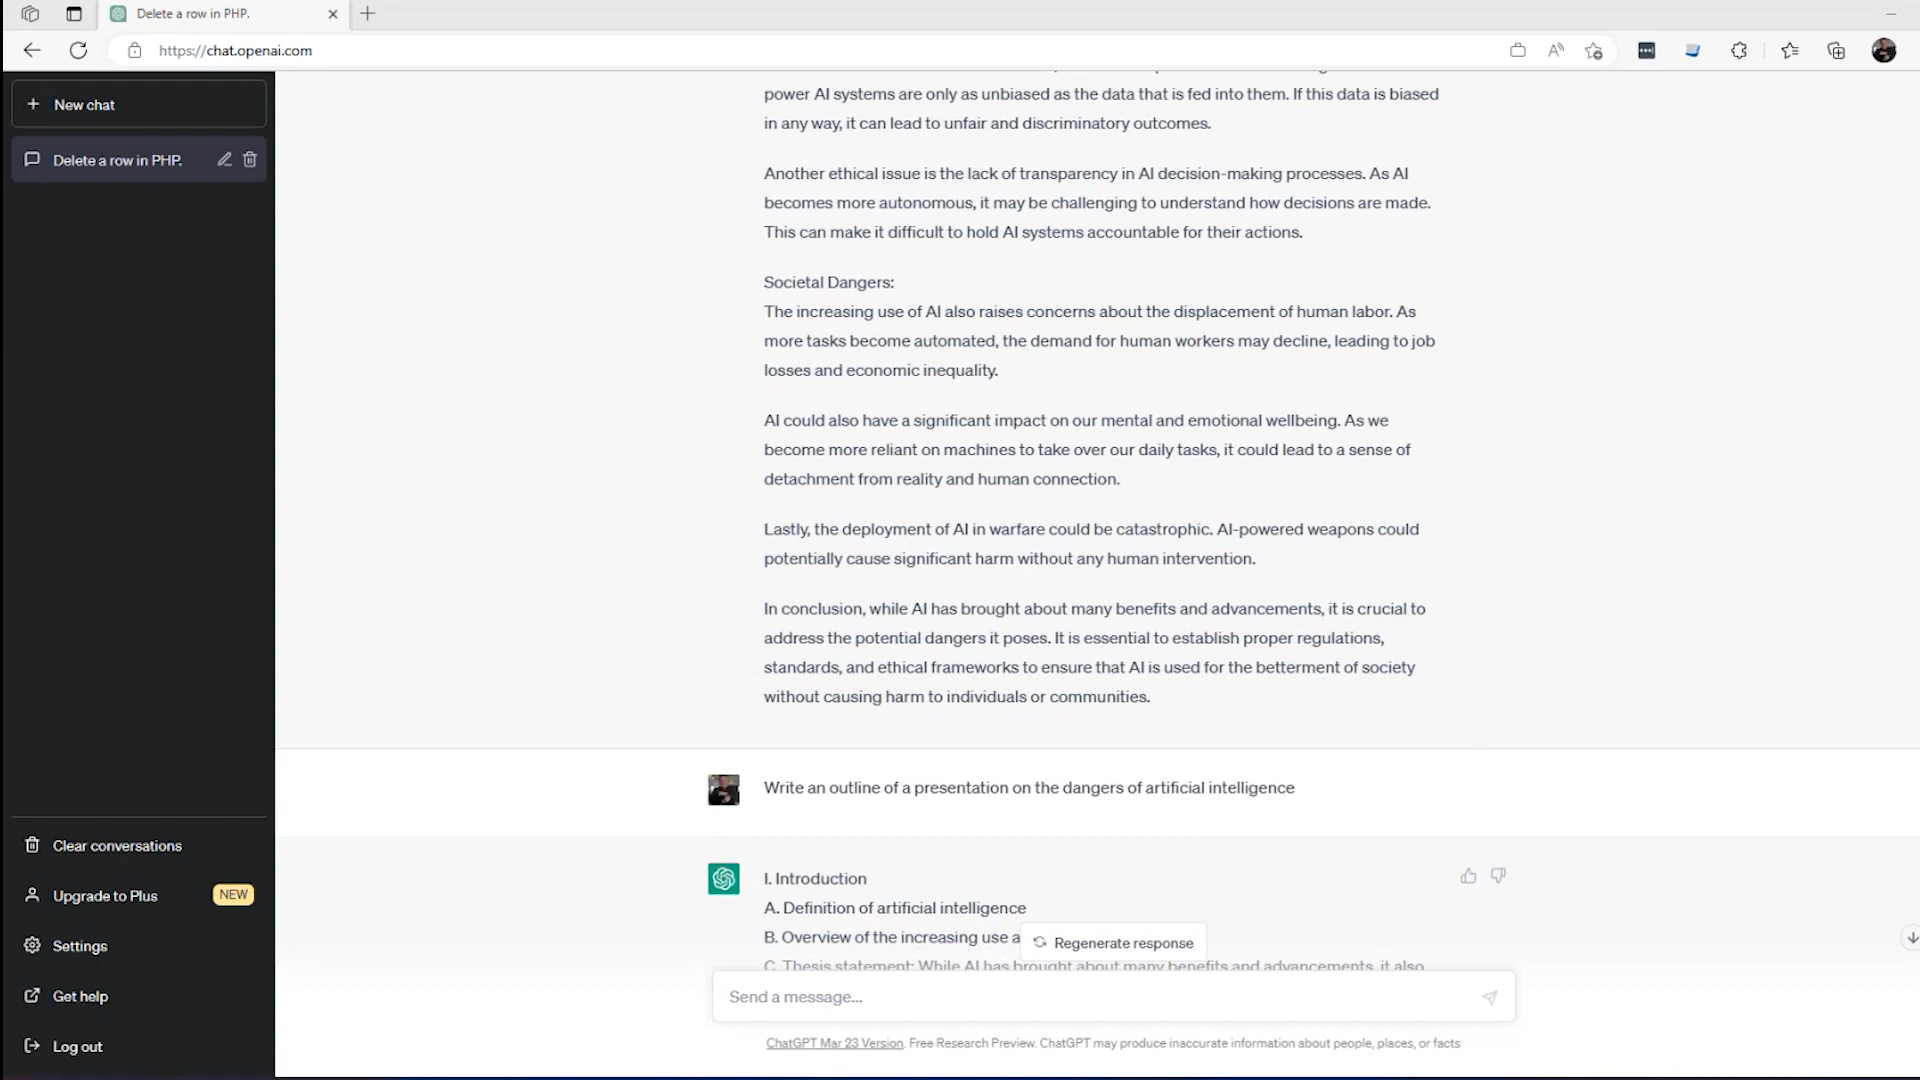 Delete a row in PHP.
https://chat.openai.com
New chat
Delete a row in PHP.
power AI systems are only as unbiased as the data that is fed into them. If this data is biased
in any way, it can lead to unfair and discriminatory outcomes.
Another ethical issue is the lack of transparency in AI decision-making processes. As AI
becomes more autonomous, it may be challenging to understand how decisions are made.
This can make it difficult to hold AI systems accountable for their actions.
Societal Dangers:
The increasing use of AI also raises concerns about the displacement of human labor. As
more tasks become automated, the demand for human workers may decline, leading to job
losses and economic inequality.
AI could also have a significant impact on our mental and emotional wellbeing. As we
become more reliant on machines to take over our daily tasks, it could lead to a sense of
detachment from reality and human connection.
Lastly, the deployment of AI in warfare could be catastrophic. AI-powered weapons could
potentially cause significant harm without any human intervention.
In conclusion, while AI has brought about many benefits and advancements, it is crucial to
address the potential dangers it poses. It is essential to establish proper regulations,
standards, and ethical frameworks to ensure that AI is used for the betterment of society
without causing harm to individuals or communities.
Write an outline of a presentation on the dangers of artificial intelligence
I. Introduction
A. Definition of artificial intelligence
B. Overview of the increasing use a
Regenerate response
C. Thesis statement: While AI has brought about many benefits and advancements, it also
Send a message...
ChatGPT Mar 23 Version. Free Research Preview. ChatGPT may produce inaccurate information about people, places, or facts
Clear conversations
Upgrade to Plus NEW
Settings
Get help
Log out